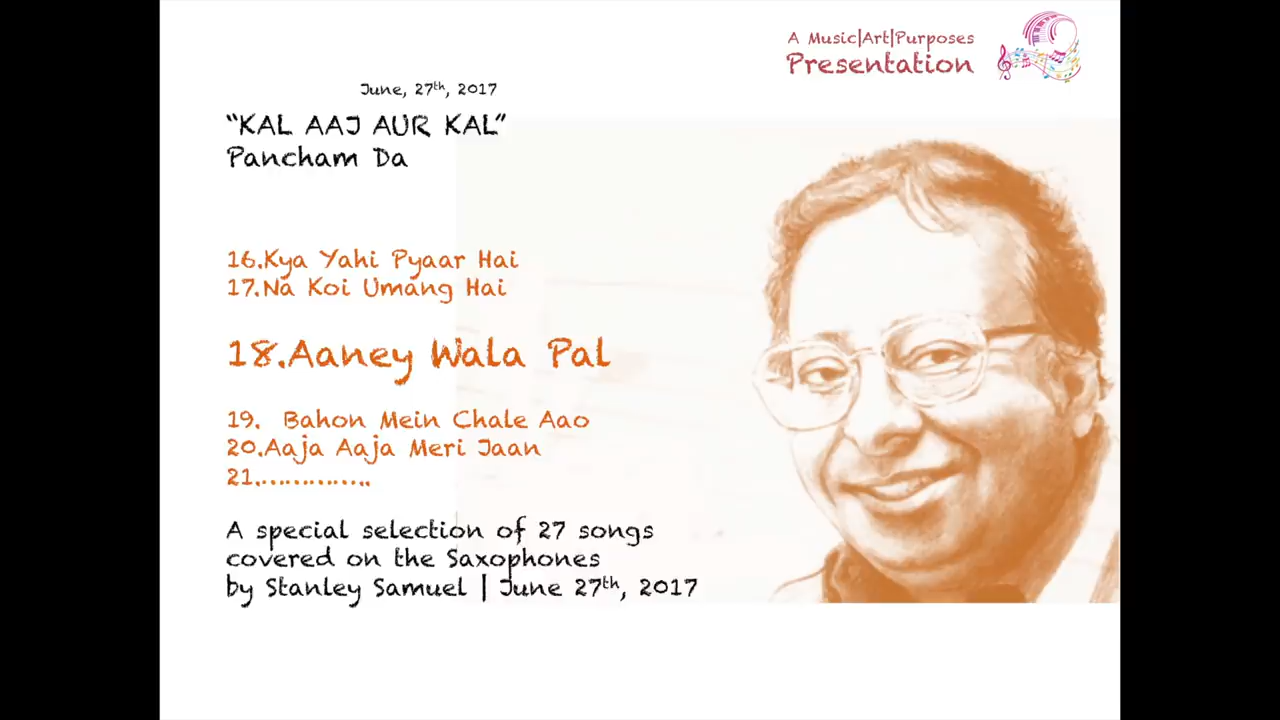 A Music|Art|Purposes
Presentation
June, 27th, 2017
“KAL AAJ AUR KAL”
Pancham Da
16.Kya Yahi Pyaar Hai
17.Na Koi Umang Hai
18.Aaney Wala Pal
19. Bahon Mein Chale Aao
20.Aaja Aaja Meri Jaan
21..............
A special selection of 27 songs
covered on the Saxophones
by Stanley Samuel | June 27th, 2017